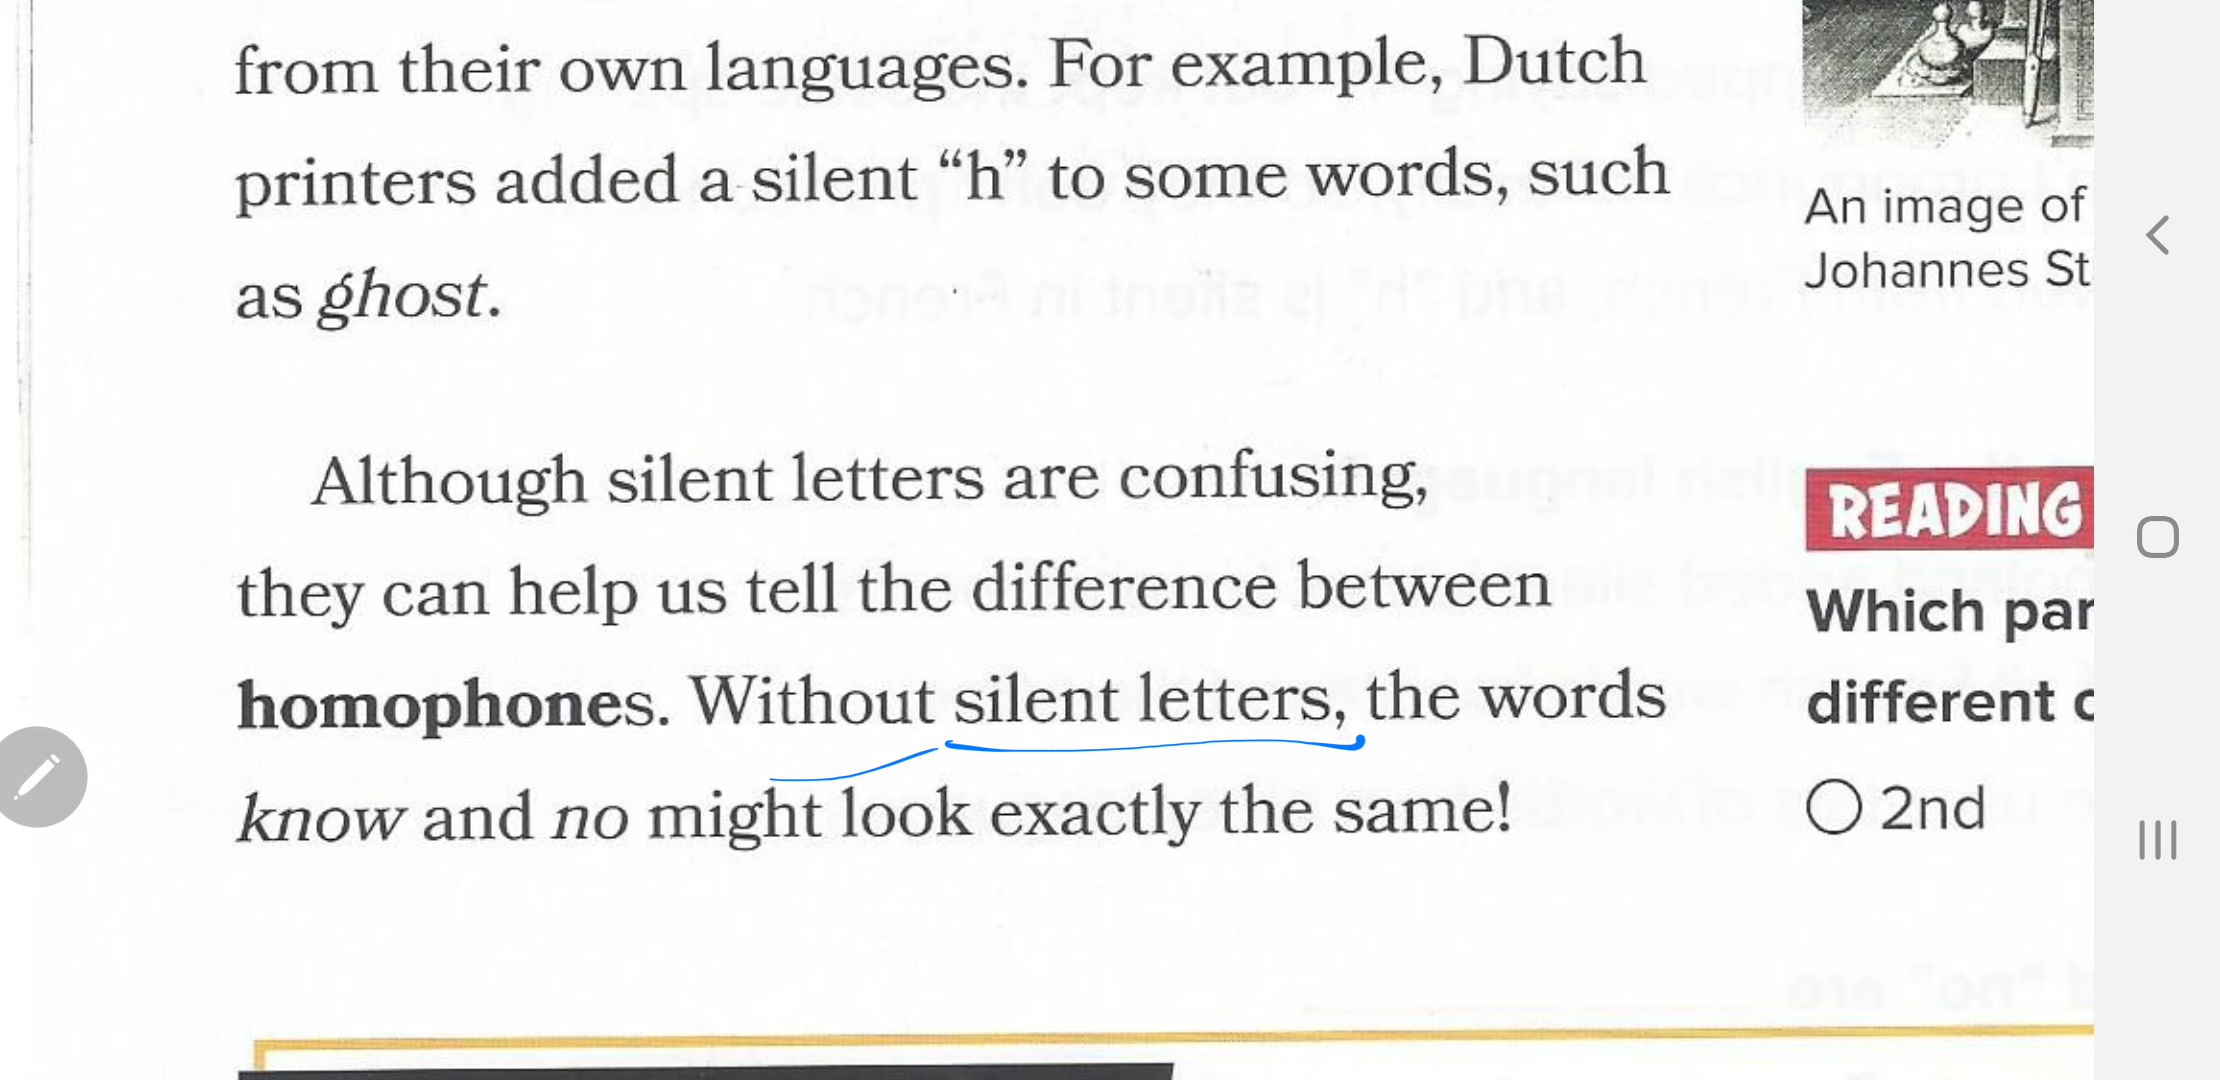 from their own languages. For example, Dutch
printers added a silent “h” to some words, such
as ghost.
Although silent letters are confusing,
they can help us tell the difference between
homophones. Without silent letters, the words
know and no might look exactly the same!
An image of
Johannes St
READING
Which par
different
2nd